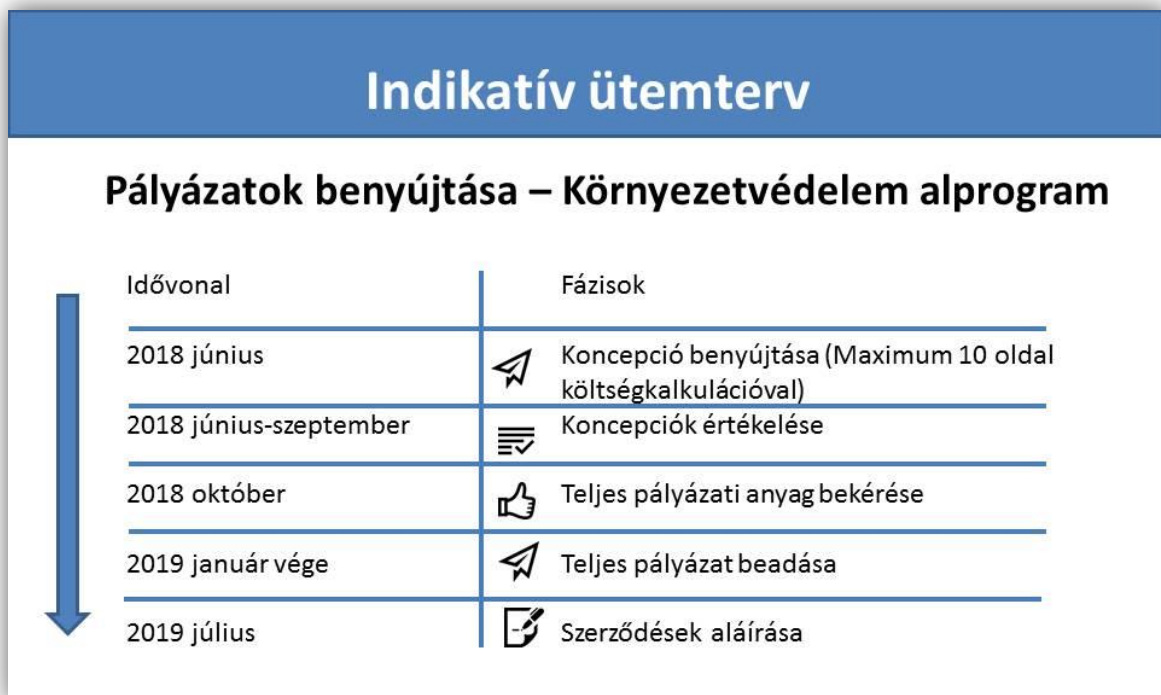 Indikatív ütemterv
Pályázatok benyújtása – Környezetvédelem alprogram
Idővonal Fázisok
2018 június Koncepció benyújtása (Maximum 10 oldal
költségkalkulációval)
2018 június-szeptember Koncepciók értékelése
2018 október Teljes pályázati anyag bekérése
2019 január vége Teljes pályázat beadása
2019 július Szerződések aláírása